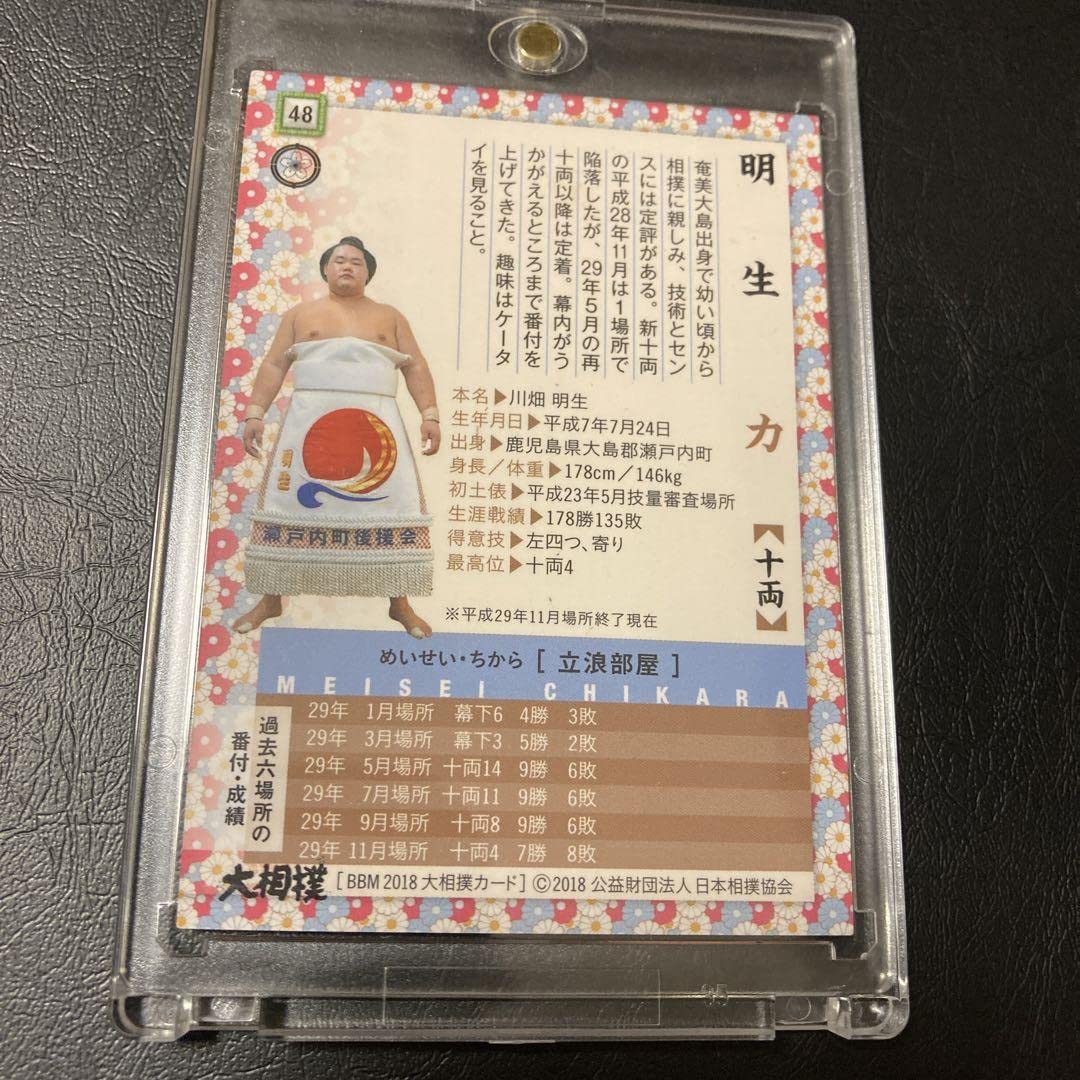 48
明生 力
【十両】
奄美大島出身で幼い頃から
相撲に親しみ、技術とセン
スには定評がある。新十両
の平成28年11月は1場所で
陥落したが、29年5月の再
十両以降は定着。幕内がう
かがえるところまで番付を
上げてきた。趣味はケータ
イを見ること。
本名▶川畑 明生
生年月日▶平成7年7月24日
出身▶鹿児島県大島郡瀬戸内町
身長/体重▶178cm/146kg
初土俵▶平成23年5月技量審査場所
生涯戦績▶178勝135敗
得意技▶左四つ、寄り
最高位▶十両4
※平成29年11月場所終了現在
明生
瀬戸内町後援会
めいせい・ちから [ 立浪部屋 ]
MEISEI CHIKARA
過去六場所の
番付・成績
29年 1月場所 幕下6 4勝 3敗
29年 3月場所 幕下3 5勝 2敗
29年 5月場所 十両14 9勝 6敗
29年 7月場所 十両11 9勝 6敗
29年 9月場所 十両8 9勝 6敗
29年 11月場所 十両4 7勝 8敗
大相撲 [BBM 2018 大相撲カード] ©2018 公益財団法人 日本相撲協会